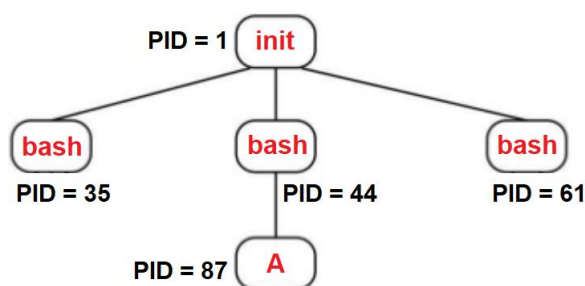 PID = 1 init
bash bash bash
PID = 35 PID = 44 PID = 61
PID = 87 A